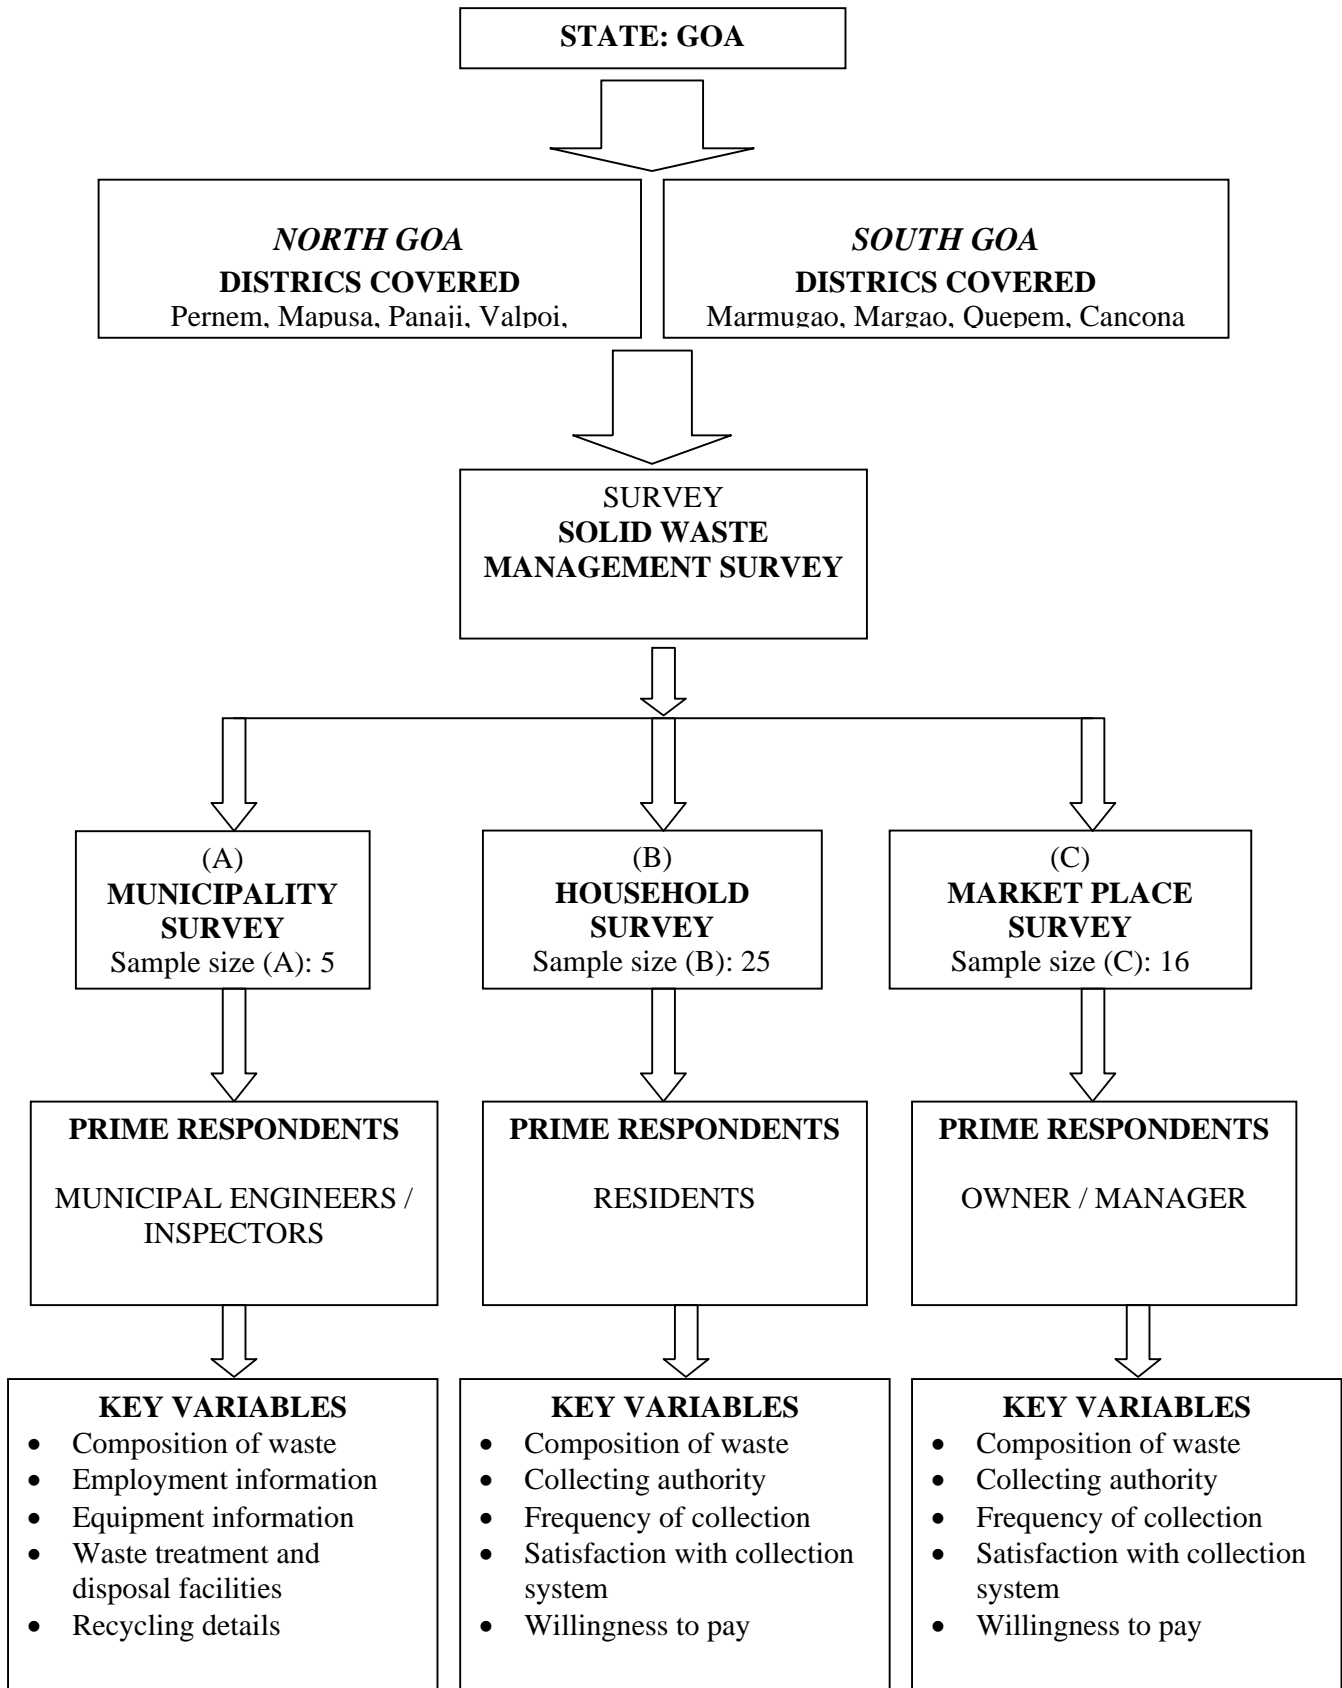 STATE: GOA
NORTH GOA
DISTRICS COVERED
Pernem, Mapusa, Panaji, Valpoi,
SOUTH GOA
DISTRICS COVERED
Marmugao, Margao, Quepem, Cancona
SURVEY
SOLID WASTE
MANAGEMENT SURVEY
(A)
MUNICIPALITY
SURVEY
Sample size (A): 5
(B)
HOUSEHOLD
SURVEY
Sample size (B): 25
(C)
MARKET PLACE
SURVEY
Sample size (C): 16
PRIME RESPONDENTS
MUNICIPAL ENGINEERS /
INSPECTORS
PRIME RESPONDENTS
RESIDENTS
PRIME RESPONDENTS
OWNER / MANAGER
KEY VARIABLES
• Composition of waste
• Employment information
• Equipment information
• Waste treatment and
disposal facilities
• Recycling details
KEY VARIABLES
• Composition of waste
• Collecting authority
• Frequency of collection
• Satisfaction with collection
system
• Willingness to pay
KEY VARIABLES
• Composition of waste
• Collecting authority
• Frequency of collection
• Satisfaction with collection
system
• Willingness to pay